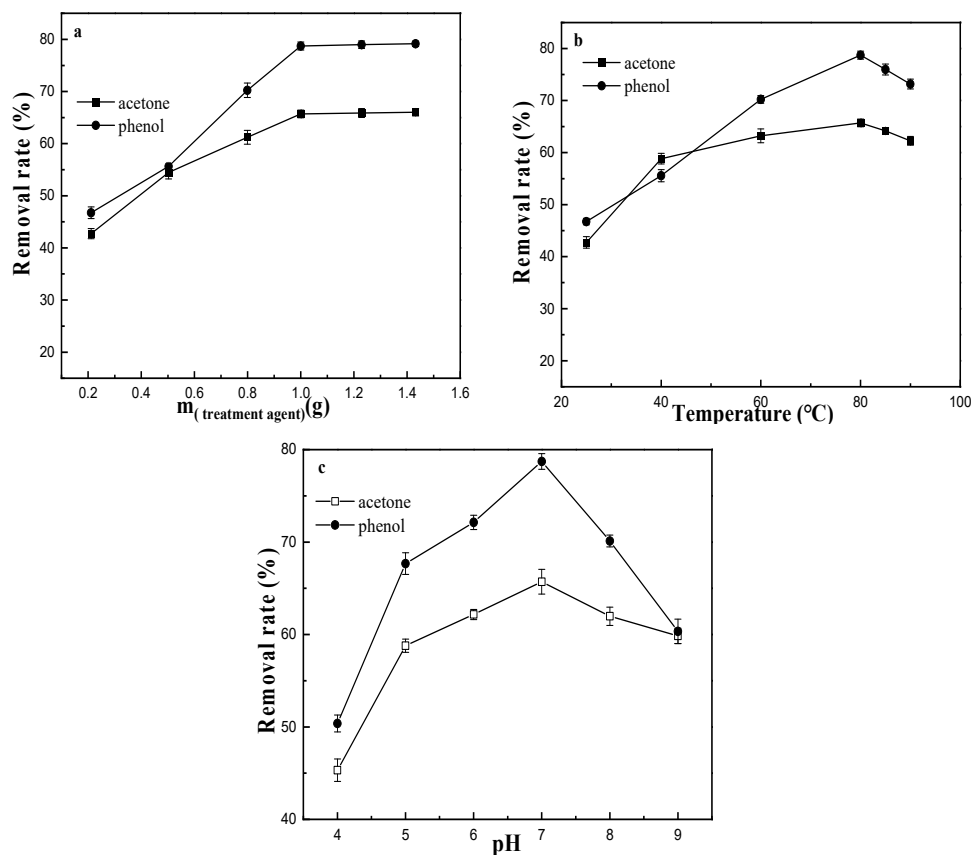 a
acetone
phenol
Removal rate (%)
80
70
60
50
40
30
20
0.2 0.4 0.6 0.8 1.0 1.2 1.4 1.6
m( treatment agent)(g)
b
acetone
phenol
Removal rate (%)
80
70
60
50
40
30
20
20 40 60 80 100
Temperature (°C)
c
acetone
phenol
Removal rate (%)
80
70
60
50
40
4 5 6 7 8 9
pH